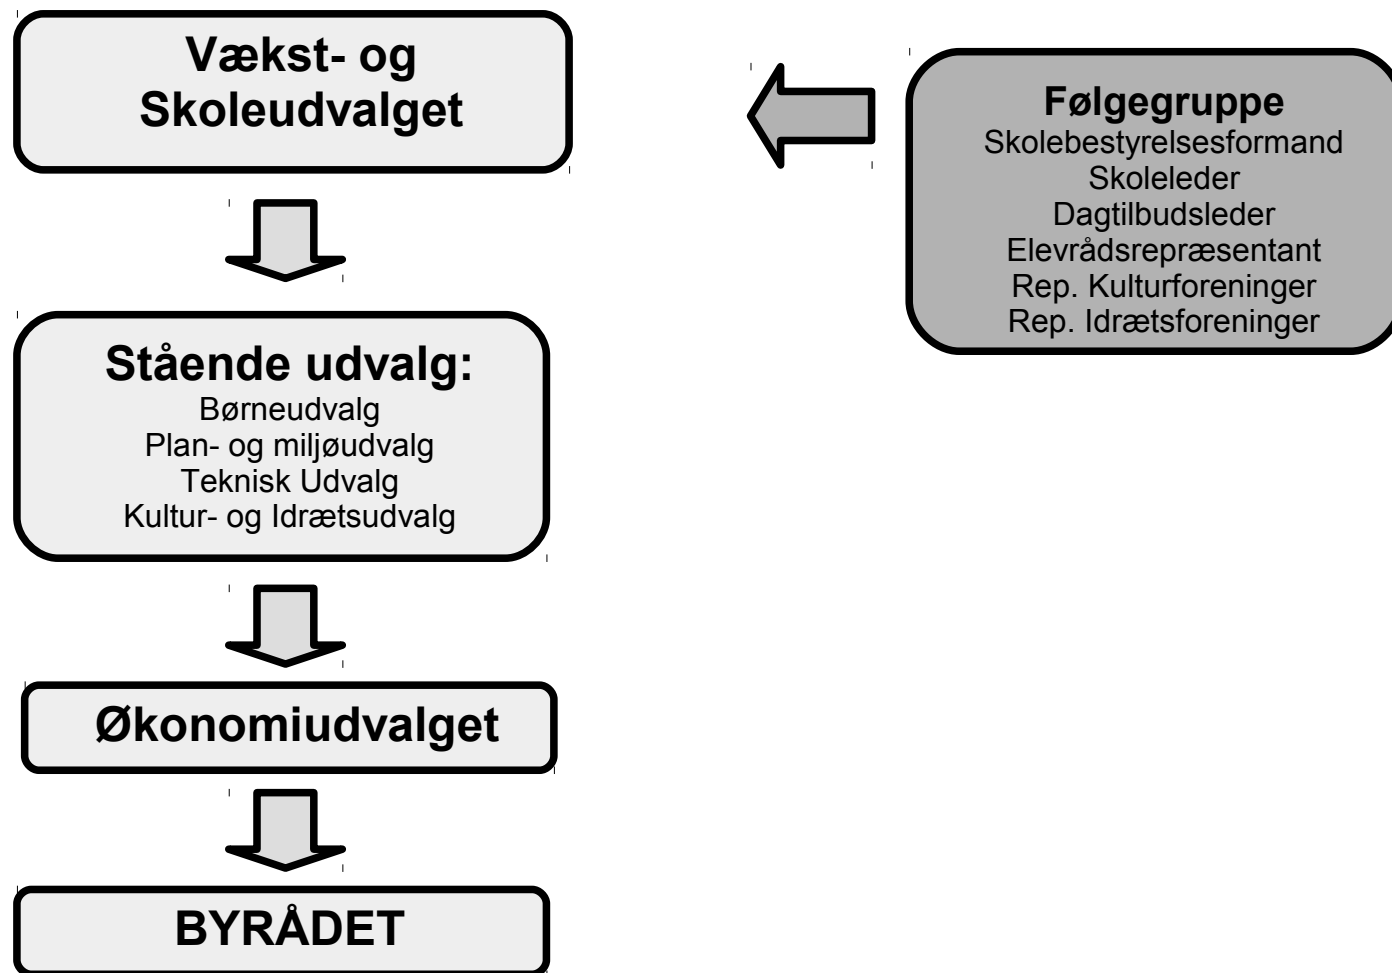 Vækst- og
Skoleudvalget
Følgegruppe
Skolebestyrelsesformand
Skoleleder
Dagtilbudsleder
Elevrådsrepræsentant
Rep. Kulturforeninger
Rep. Idrætsforeninger
Stående udvalg:
Børneudvalg
Plan- og miljøudvalg
Teknisk Udvalg
Kultur- og Idrætsudvalg
Økonomiudvalget
BYRÅDET